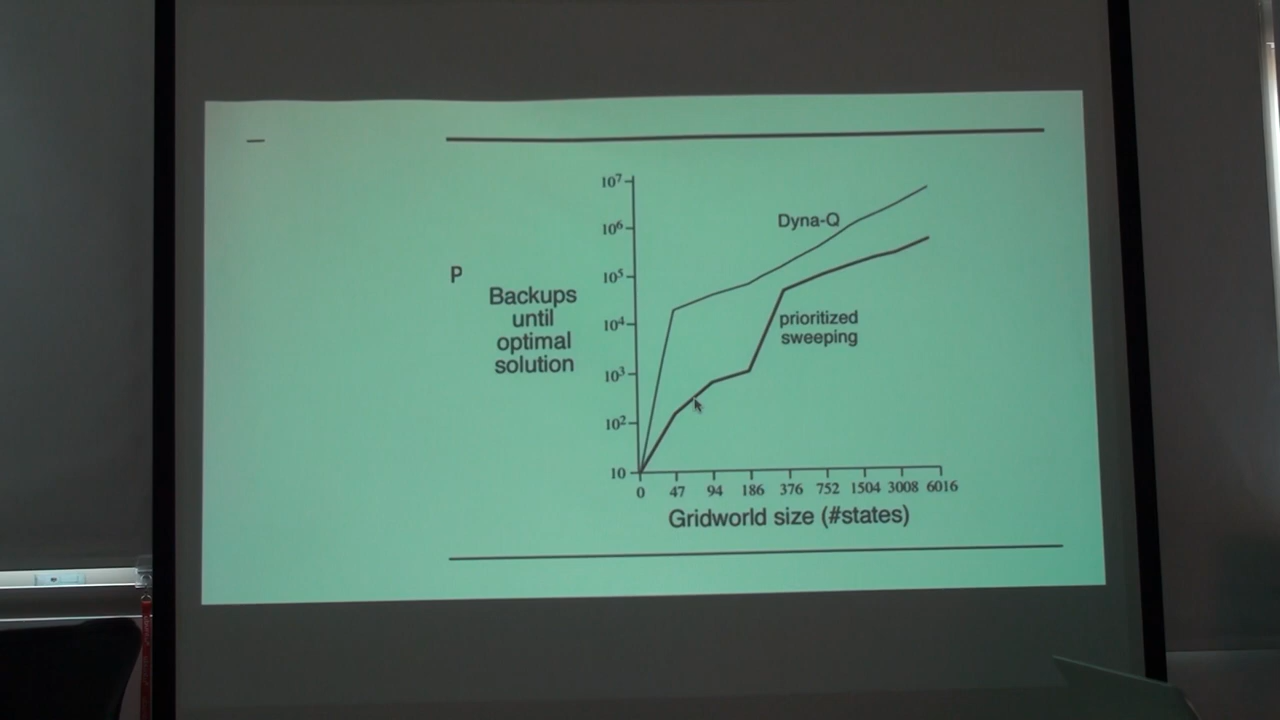 10⁷
10⁶
Dyna-Q
P
10⁵
Backups
until
optimal
solution
10⁴
prioritized
sweeping
10³
10²
10
0 47 94 186 376 752 1504 3008 6016
Gridworld size (#states)